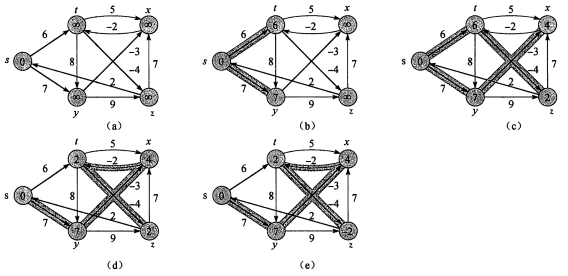 t x
5
∞ ∞
6 –2
s 0 8 –3
–4
7 2 7
∞ 9 ∞
y z
(a)
t x
5
6 ∞
6 –2
s 0 8 –3
–4
7 2 7
7 9 ∞
y z
(b)
t x
5
6 4
6 –2
s 0 8 –3
–4
7 2 7
7 9 2
y z
(c)
t x
5
2 4
6 –2
s 0 8 –3
–4
7 2 7
7 9 2
y z
(d)
t x
5
2 4
6 –2
s 0 8 –3
–4
7 2 7
7 9 –2
y z
(e)